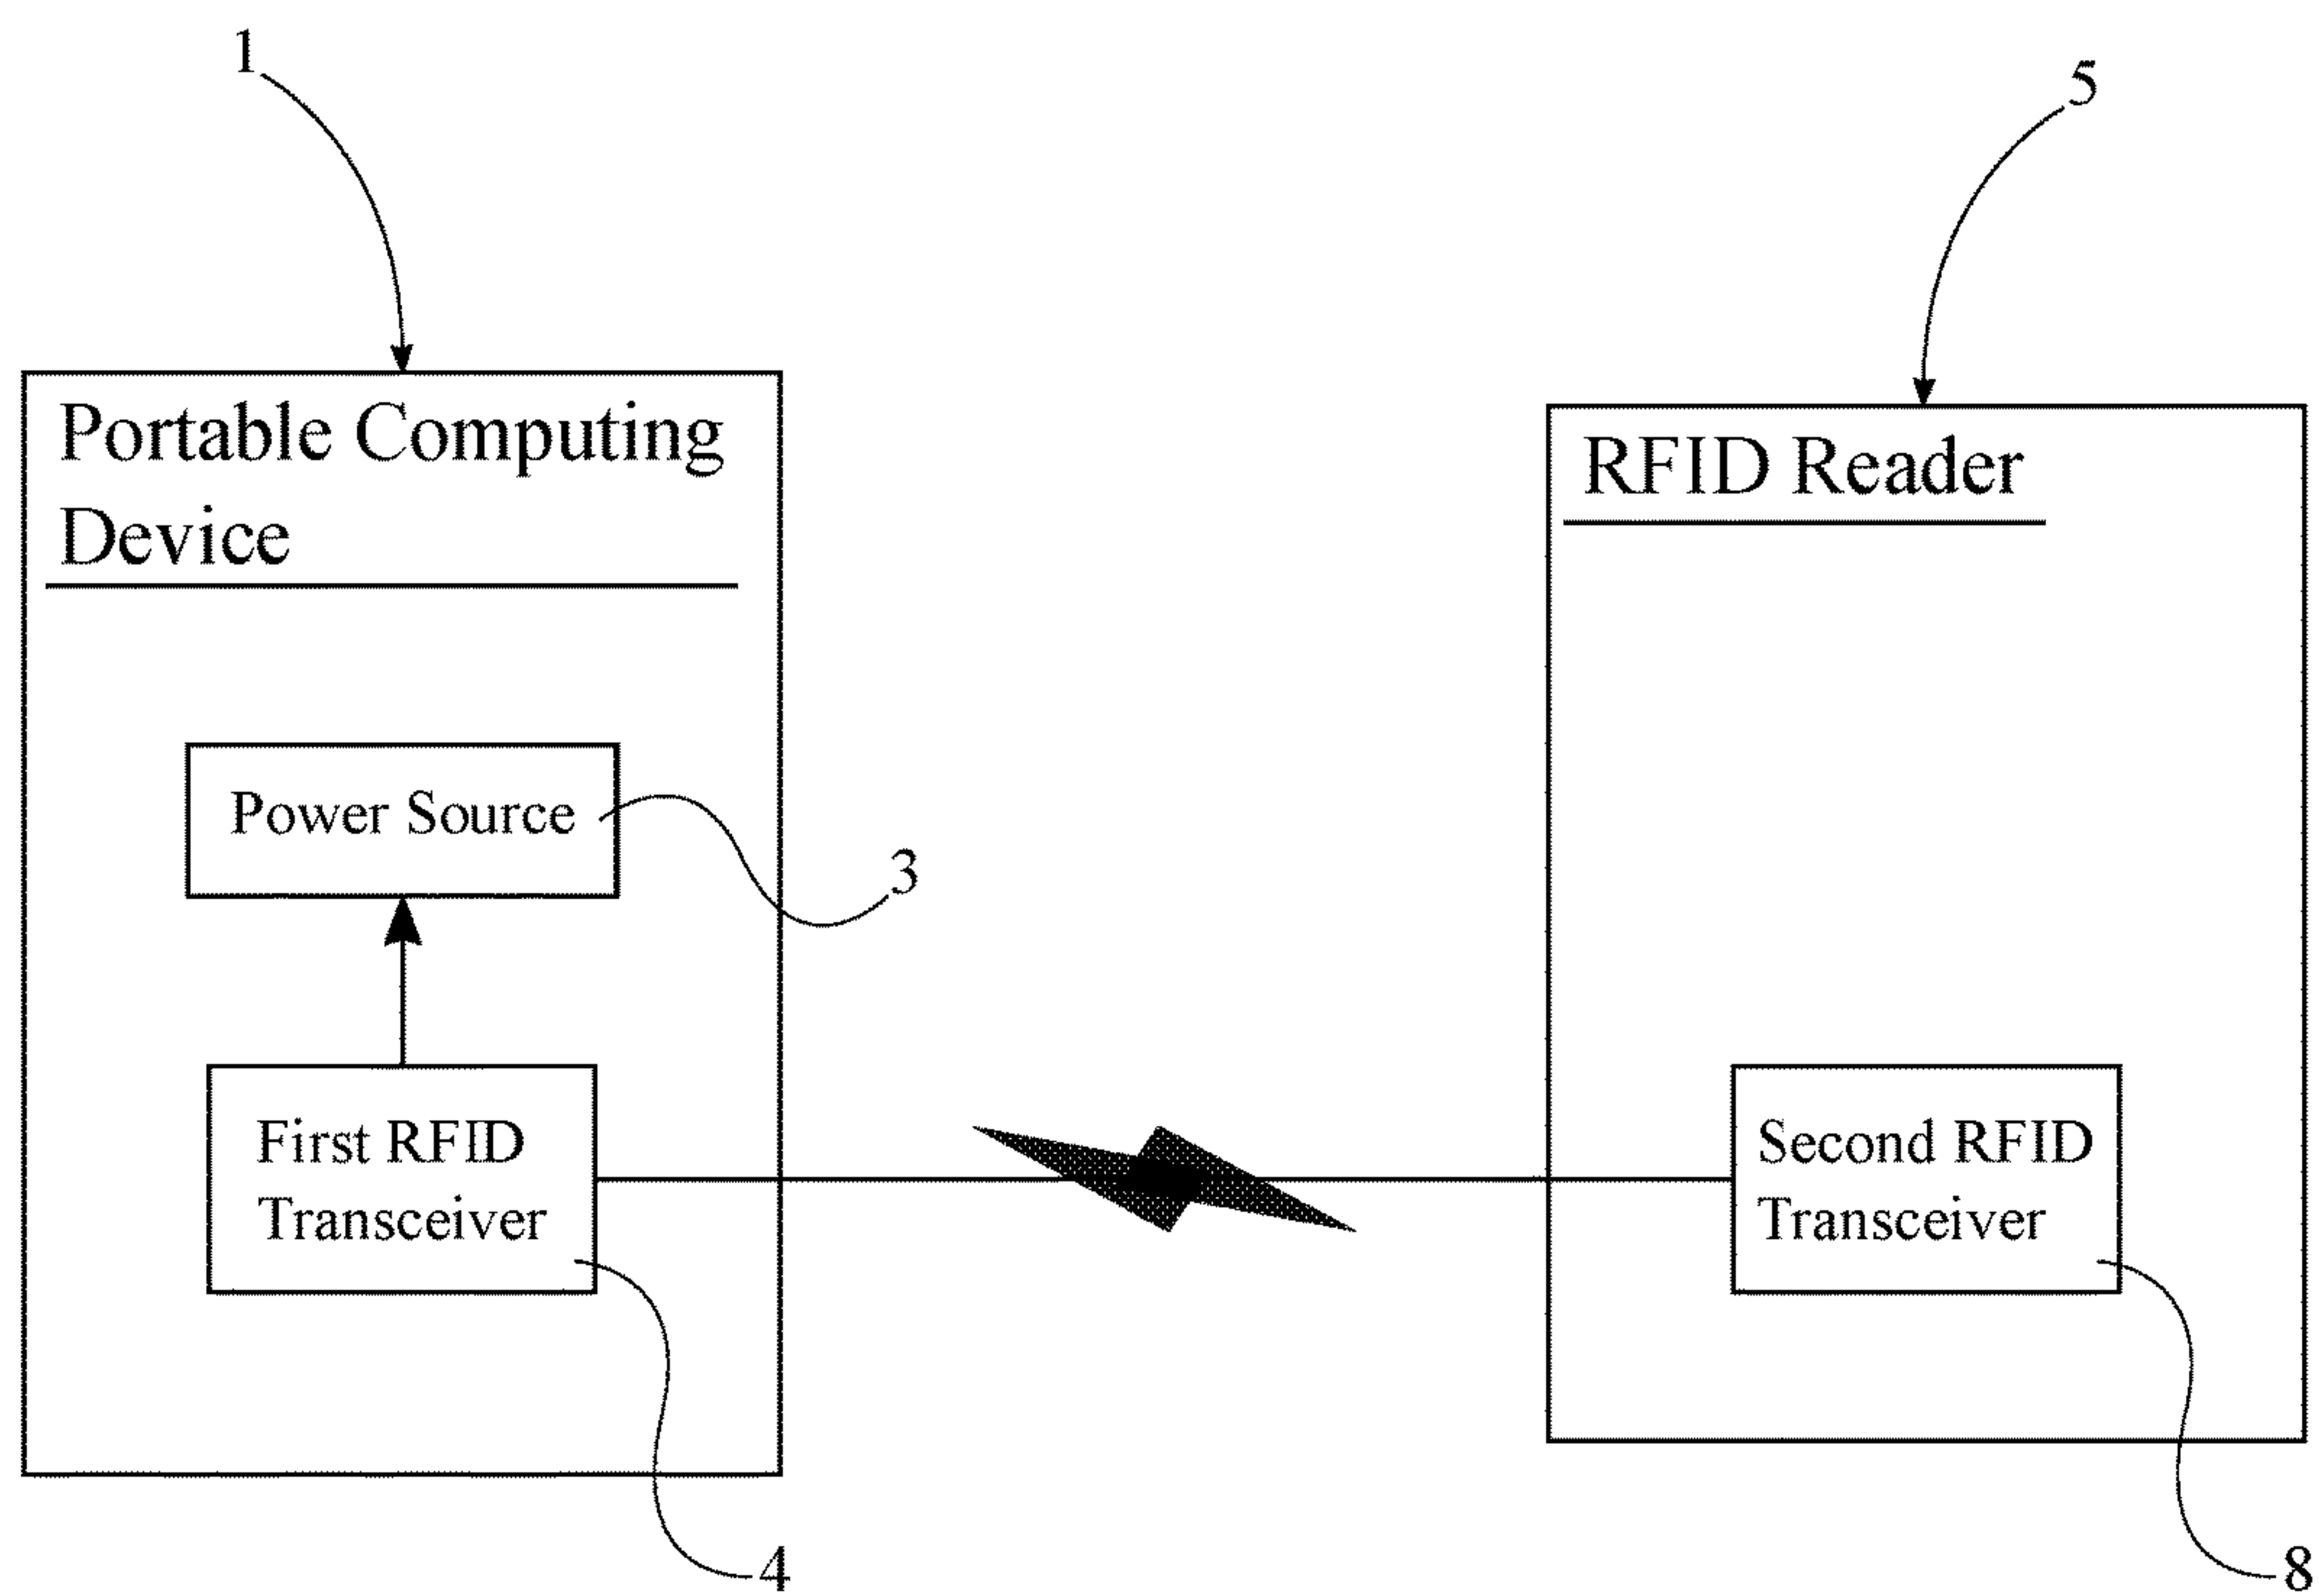 1
5
Portable Computing
Device
RFID Reader
Power Source
3
First RFID
Transceiver
Second RFID
Transceiver
4
8